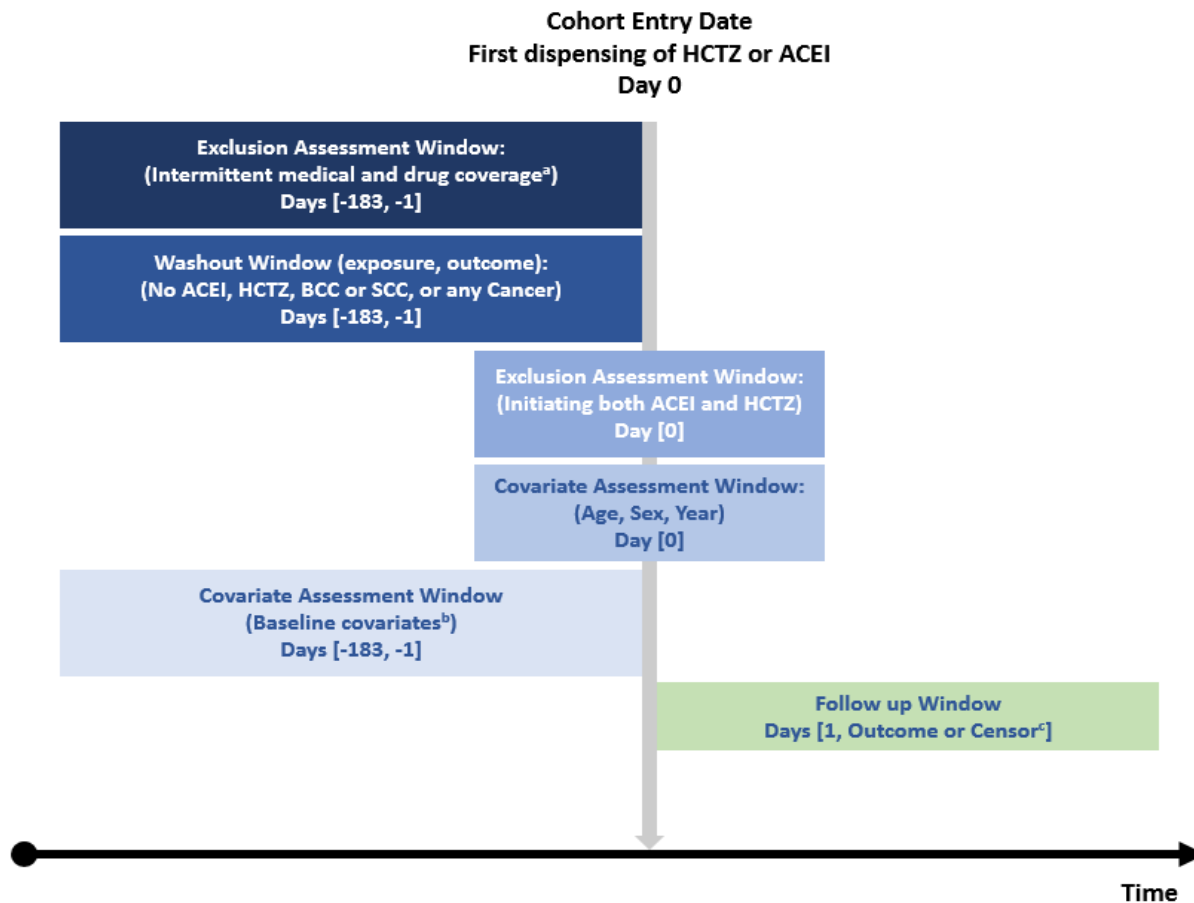 Cohort Entry Date
First dispensing of HCTZ or ACEI
Day 0
Exclusion Assessment Window:
(Intermittent medical and drug coverageᵃ)
Days [-183, -1]
Washout Window (exposure, outcome):
(No ACEI, HCTZ, BCC or SCC, or any Cancer)
Days [-183, -1]
Exclusion Assessment Window:
(Initiating both ACEI and HCTZ)
Day [0]
Covariate Assessment Window:
(Age, Sex, Year)
Day [0]
Covariate Assessment Window
(Baseline covariatesᵇ)
Days [-183, -1]
Follow up Window
Days [1, Outcome or Censorᶜ]
Time